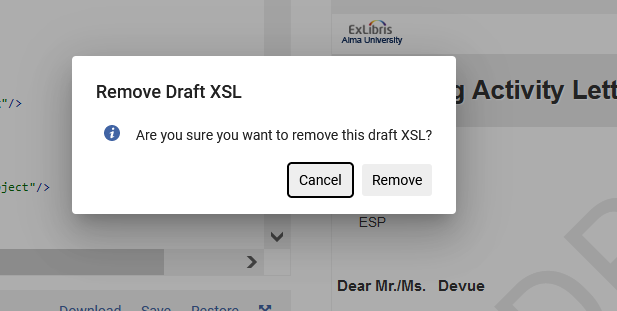 ExLibris
Alma University
"/>
Remove Draft XSL
g Activity Lett
Are you sure you want to remove this draft XSL?
Cancel
Remove
ject"/>
ESP
Dear Mr./Ms. Devue
Download
Save
Restore